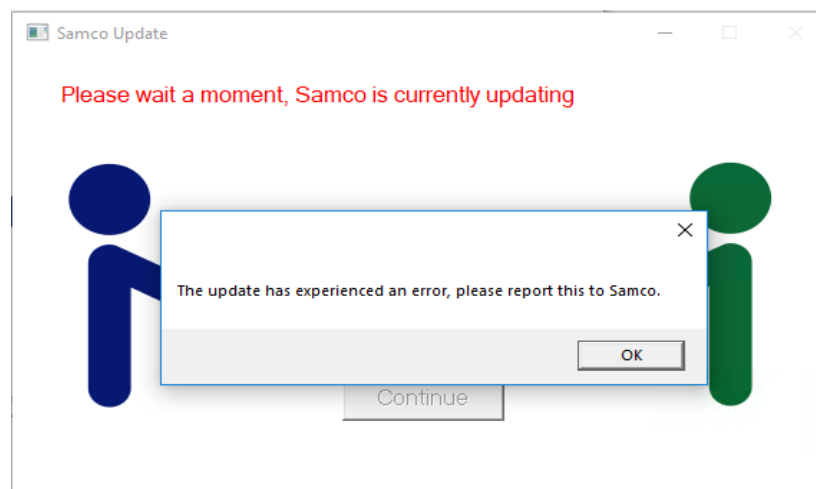 Samco Update
Please wait a moment, Samco is currently updating
The update has experienced an error, please report this to Samco.
OK
Continue